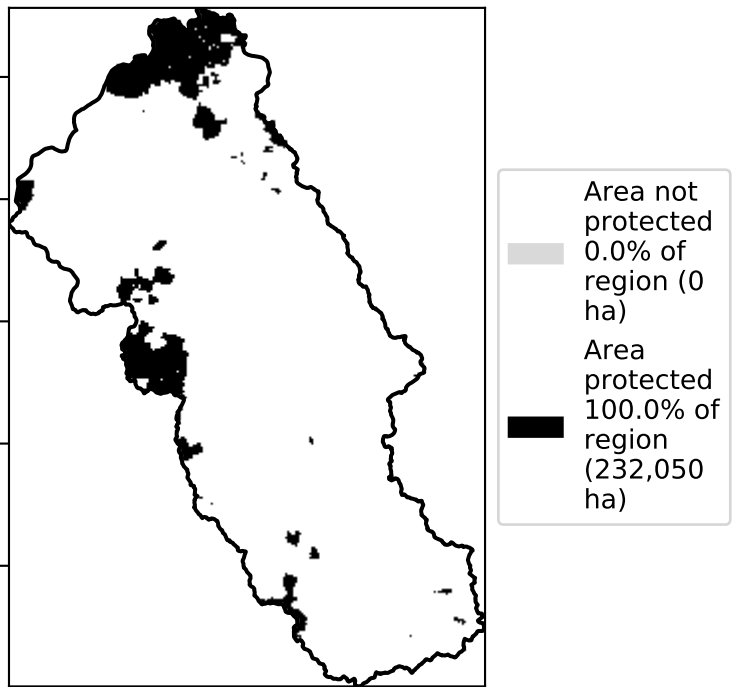 Area not
protected
0.0% of
region (0
ha)
Area
protected
100.0% of
region
(232,050
ha)